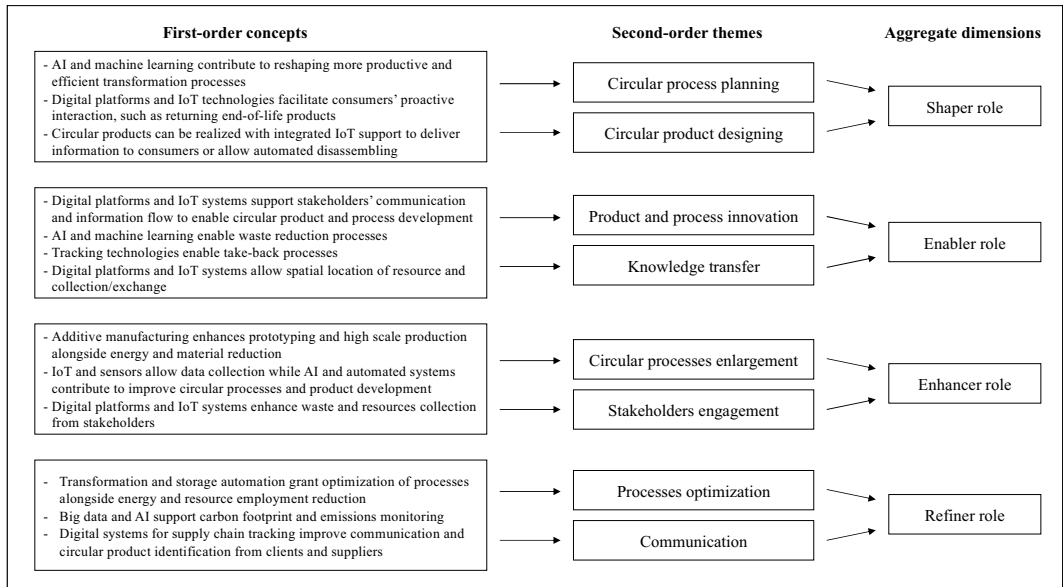 First-order concepts
Second-order themes
Aggregate dimensions
- AI and machine learning contribute to reshaping more productive and
efficient transformation processes
- Digital platforms and IoT technologies facilitate consumers' proactive
interaction, such as returning end-of-life products
- Circular products can be realized with integrated IoT support to deliver
information to consumers or allow automated disassembling
Circular process planning
Circular product designing
Shaper role
- Digital platforms and IoT systems support stakeholders' communication
and information flow to enable circular product and process development
- AI and machine learning enable waste reduction processes
- Tracking technologies enable take-back processes
- Digital platforms and IoT systems allow spatial location of resource and
collection/exchange
Product and process innovation
Knowledge transfer
Enabler role
- Additive manufacturing enhances prototyping and high scale production
alongside energy and material reduction
- IoT and sensors allow data collection while AI and automated systems
contribute to improve circular processes and product development
- Digital platforms and IoT systems enhance waste and resources collection
from stakeholders
Circular processes enlargement
Stakeholders engagement
Enhancer role
- Transformation and storage automation grant optimization of processes
alongside energy and resource employment reduction
- Big data and AI support carbon footprint and emissions monitoring
- Digital systems for supply chain tracking improve communication and
circular product identification from clients and suppliers
Processes optimization
Communication
Refiner role